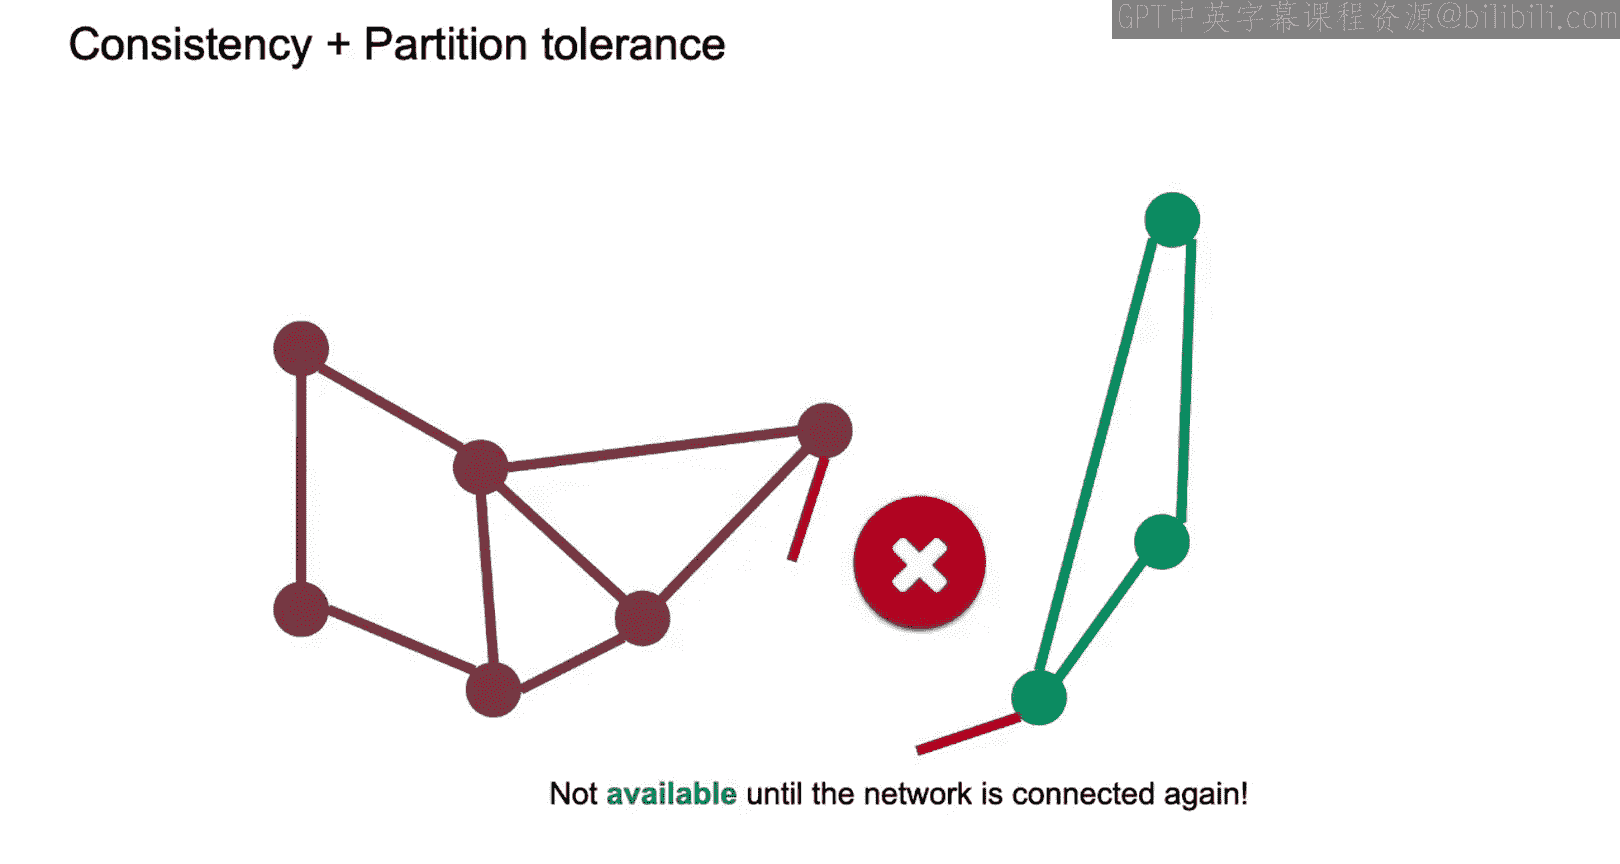 GPT中英字幕课程资源@bilibili.com
Consistency + Partition tolerance
Not available until the network is connected again!